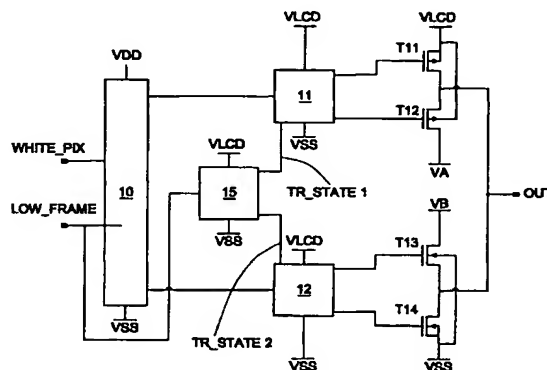 VLCD
VLCD
T11
VDD
11
T12
VSS
WHITE_PIX
VLCD
VA
10
15
TR_STATE 1
LOW_FRAME
OUT
VB
VSS
VLCD
T13
12
T14
VSS
TR_STATE 2
VSS
VSS